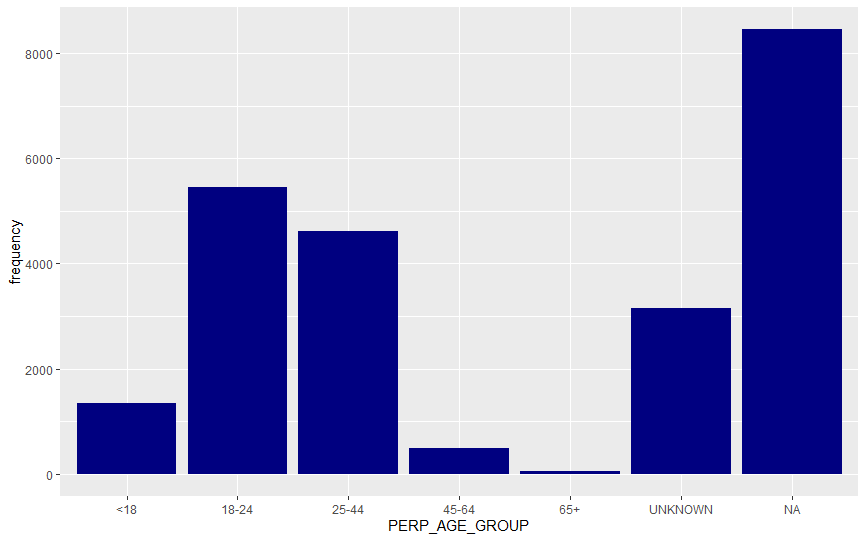 8000
6000
4000
2000
0
frequency
<18 18-24 25-44 45-64 65+ UNKNOWN NA
PERP_AGE_GROUP